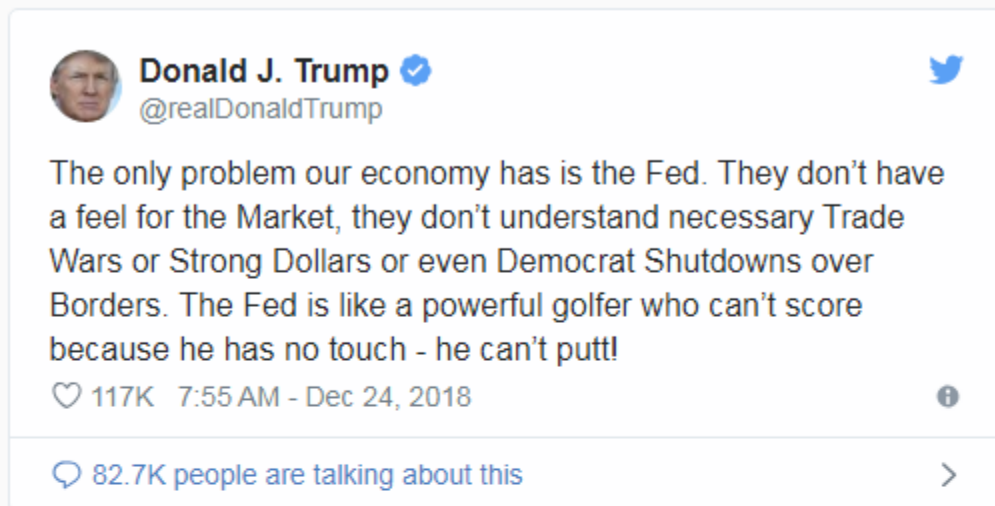 Donald J. Trump
@realDonaldTrump
The only problem our economy has is the Fed. They don’t have
a feel for the Market, they don’t understand necessary Trade
Wars or Strong Dollars or even Democrat Shutdowns over
Borders. The Fed is like a powerful golfer who can’t score
because he has no touch - he can’t putt!
117K 7:55 AM - Dec 24, 2018
82.7K people are talking about this